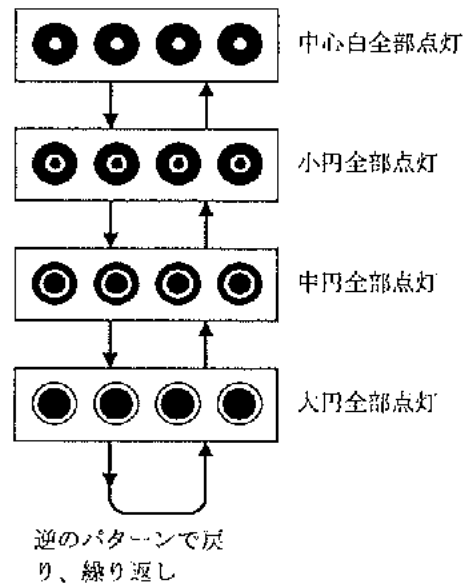 中心白全部点灯
小円全部点灯
中円全部点灯
大円全部点灯
逆のパターンで戻
り、繰り返し